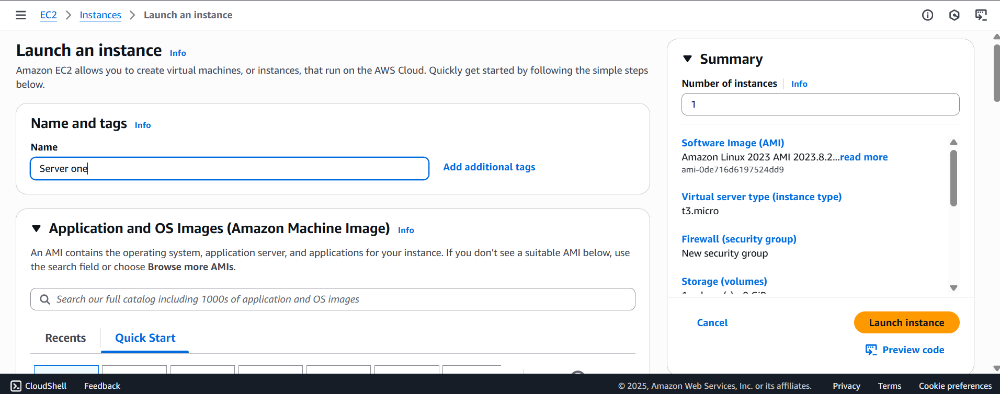 EC2 > Instances > Launch an instance
Launch an instance Info
Amazon EC2 allows you to create virtual machines, or instances, that run on the AWS Cloud. Quickly get started by following the simple steps
below.
Name and tags Info
Name
Server one
Add additional tags
Application and OS Images (Amazon Machine Image) Info
An AMI contains the operating system, application server, and applications for your instance. If you don't see a suitable AMI below, use
the search field or choose Browse more AMIs.
Search our full catalog including 1000s of application and OS images
Recents
Quick Start
Summary
Number of instances Info
1
Software Image (AMI)
Amazon Linux 2023 AMI 2023.8.2...read more
ami-0de716d6197524dd9
Virtual server type (instance type)
t3.micro
Firewall (security group)
New security group
Storage (volumes)
Cancel
Launch instance
Preview code
CloudShell
Feedback
© 2025, Amazon Web Services, Inc. or its affiliates.
Privacy
Terms
Cookie preferences